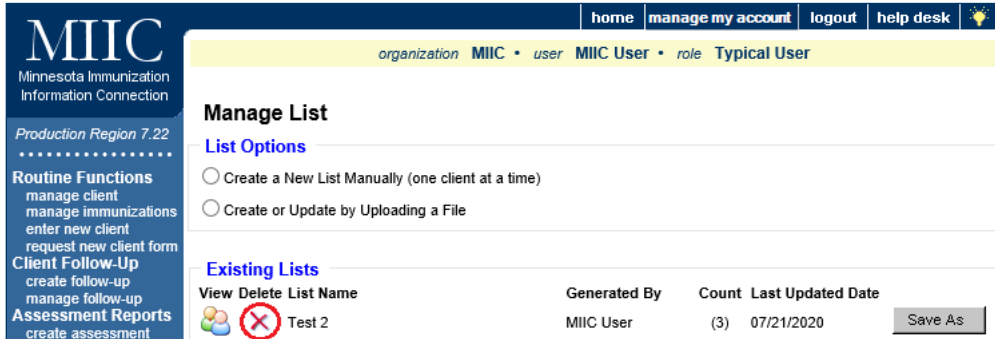 home manage my account logout help desk
MIIC
Minnesota Immunization
Information Connection
organization MIIC • user MIIC User • role Typical User
Production Region 7.22
Routine Functions
manage client
manage immunizations
enter new client
request new client form
Client Follow-Up
create follow-up
manage follow-up
Assessment Reports
create assessment
Manage List
List Options
Create a New List Manually (one client at a time)
Create or Update by Uploading a File
Existing Lists
View Delete List Name Generated By Count Last Updated Date
Test 2 MIIC User (3) 07/21/2020 Save As